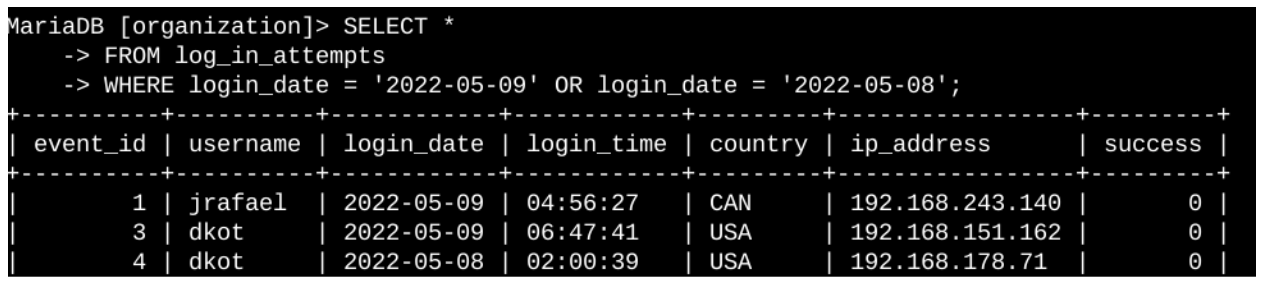 MariaDB [organization]> SELECT *
    -> FROM log_in_attempts
    -> WHERE login_date = '2022-05-09' OR login_date = '2022-05-08';
+----------+----------+------------+------------+---------+-----------------+---------+
| event_id | username | login_date | login_time | country | ip_address      | success |
+----------+----------+------------+------------+---------+-----------------+---------+
|        1 | jrafael  | 2022-05-09 | 04:56:27   | CAN     | 192.168.243.140 |       0 |
|        3 | dkot     | 2022-05-09 | 06:47:41   | USA     | 192.168.151.162 |       0 |
|        4 | dkot     | 2022-05-08 | 02:00:39   | USA     | 192.168.178.71  |       0 |